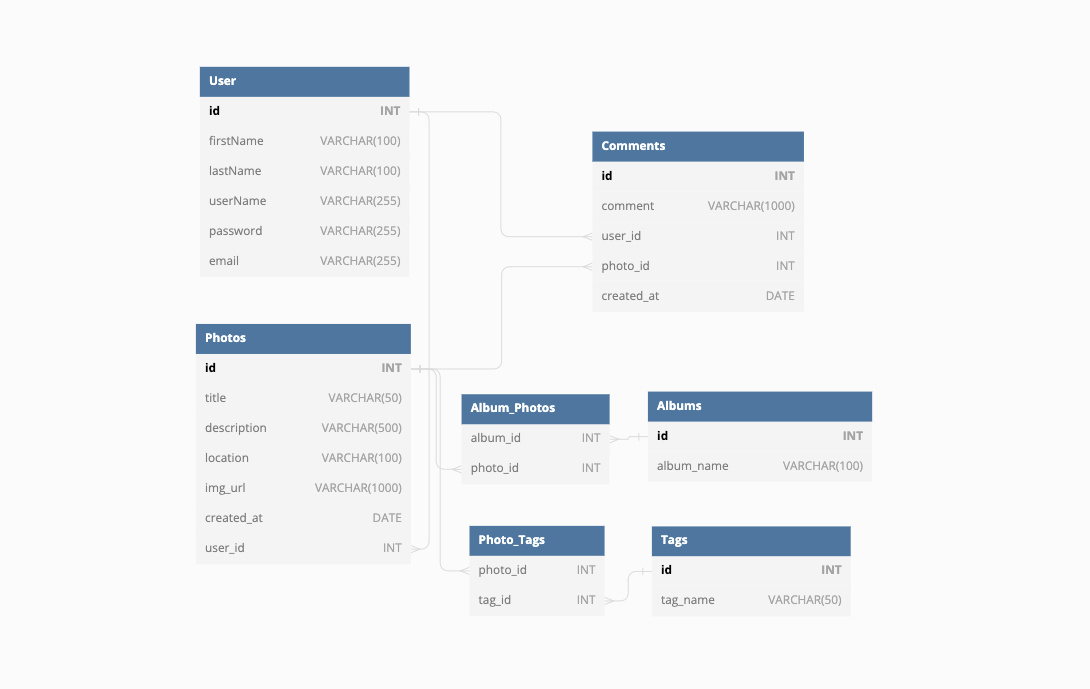 User
id INT
firstName VARCHAR(100)
lastName VARCHAR(100)
userName VARCHAR(255)
password VARCHAR(255)
email VARCHAR(255)
Comments
id INT
comment VARCHAR(1000)
user_id INT
photo_id INT
created_at DATE
Photos
id INT
title VARCHAR(50)
description VARCHAR(500)
location VARCHAR(100)
img_url VARCHAR(1000)
created_at DATE
user_id INT
Album_Photos
album_id INT
photo_id INT
Albums
id INT
album_name VARCHAR(100)
Photo_Tags
photo_id INT
tag_id INT
Tags
id INT
tag_name VARCHAR(50)